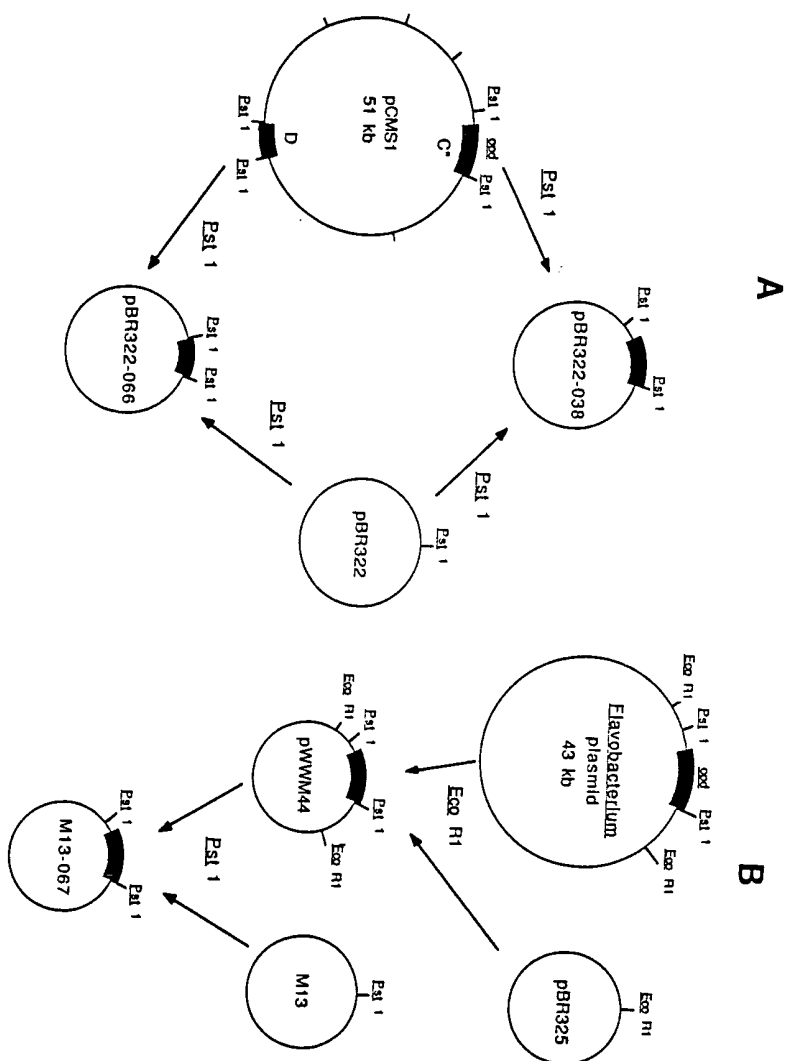 A
Pst 1
opd
Pst 1
C*
pCMS1
51 kb
D
Pst 1
Pst 1
Pst 1
Pst 1
Pst 1
Pst 1
pBR322-038
Pst 1
Pst 1
pBR322-066
Pst 1
Pst 1
Pst 1
pBR322
B
Eco R1
Pst 1
opd
Pst 1
Eco R1
Flavobacterium
plasmid
43 kb
Eco R1
pBR325
Eco R1
Eco R1
Pst 1
Pst 1
Eco R1
pWWM44
Pst 1
M13
Pst 1
Pst 1
Pst 1
M13-067